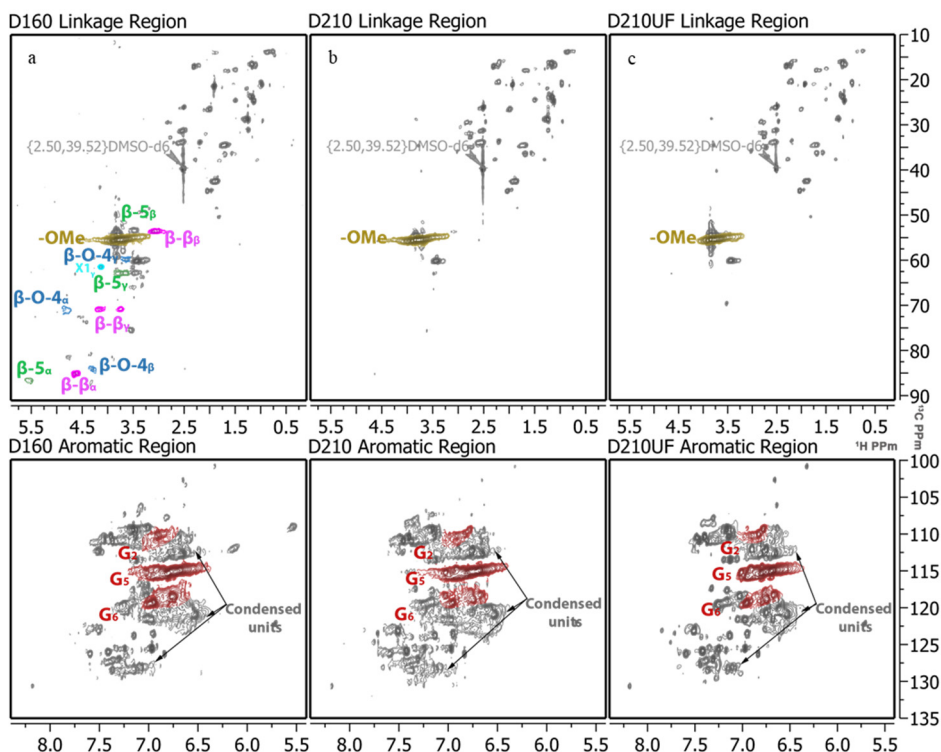 D160 Linkage Region
D210 Linkage Region
D210UF Linkage Region
a
b
c
10
20
30
40
50
60
70
80
90
{2.50,39.52}DMSO-d6
{2.50,39.52}DMSO-d6
{2.50,39.52}DMSO-d6
β-5β
-OMe
β-ββ
β-O-4γ
X1γ
β-5γ
β-O-4α
β-βγ
β-5α
β-O-4β
β-βα
-OMe
-OMe
5.5 4.5 3.5 2.5 1.5 0.5
5.5 4.5 3.5 2.5 1.5 0.5
5.5 4.5 3.5 2.5 1.5 0.5
¹³C PPm
¹H PPm
D160 Aromatic Region
D210 Aromatic Region
D210UF Aromatic Region
100
105
110
115
120
125
130
135
G2
G5
G6
Condensed
units
G2
G5
G6
Condensed
units
G2
G5
G6
Condensed
units
8.0 7.5 7.0 6.5 6.0 5.5
8.0 7.0 6.0
8.0 7.5 7.0 6.5 6.0 5.5